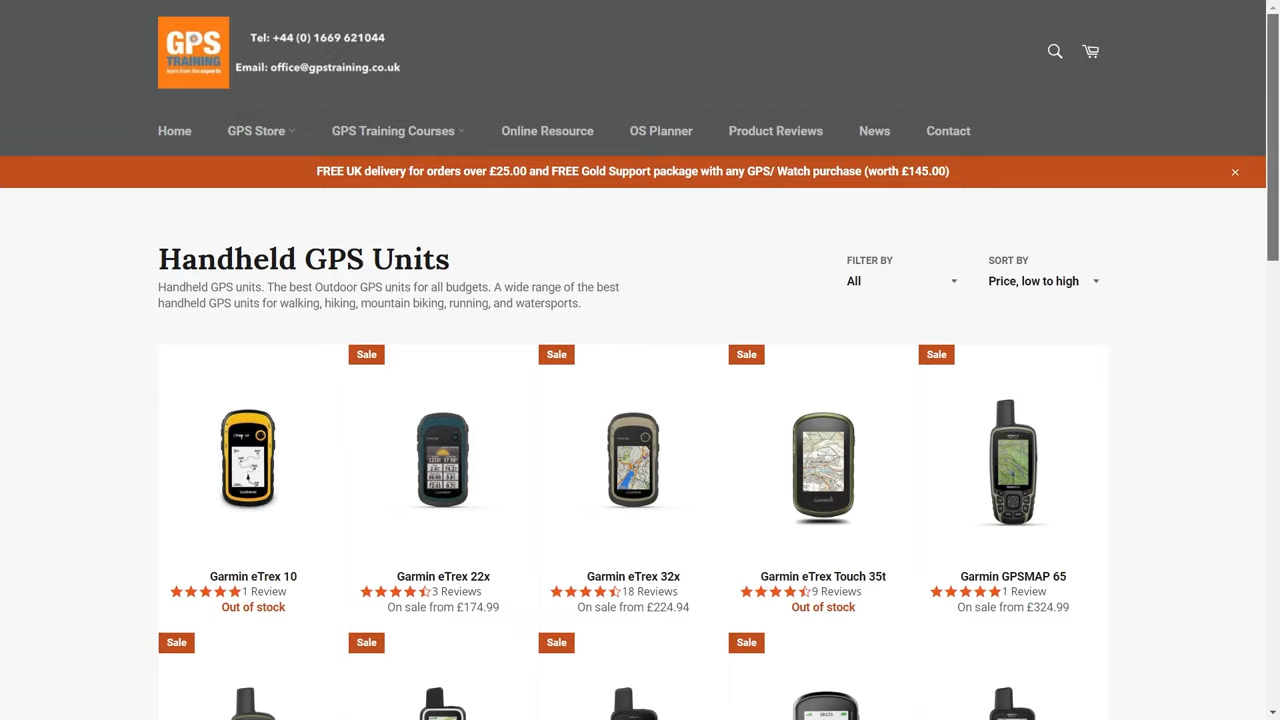 GPS
TRAINING
learn from the experts
Tel: +44 (0) 1669 621044
Email: office@gpstraining.co.uk
Home GPS Store GPS Training Courses Online Resource OS Planner Product Reviews News Contact
FREE UK delivery for orders over £25.00 and FREE Gold Support package with any GPS/ Watch purchase (worth £145.00)
Handheld GPS Units
Handheld GPS units. The best Outdoor GPS units for all budgets. A wide range of the best
handheld GPS units for walking, hiking, mountain biking, running, and watersports.
FILTER BY SORT BY
All Price, low to high
Sale Sale Sale Sale
GARMIN
Garmin eTrex 10 Garmin eTrex 22x Garmin eTrex 32x Garmin eTrex Touch 35t Garmin GPSMAP 65
1 Review 3 Reviews 18 Reviews 9 Reviews 1 Review
Out of stock On sale from £174.99 On sale from £224.94 Out of stock On sale from £324.99
Sale Sale Sale Sale